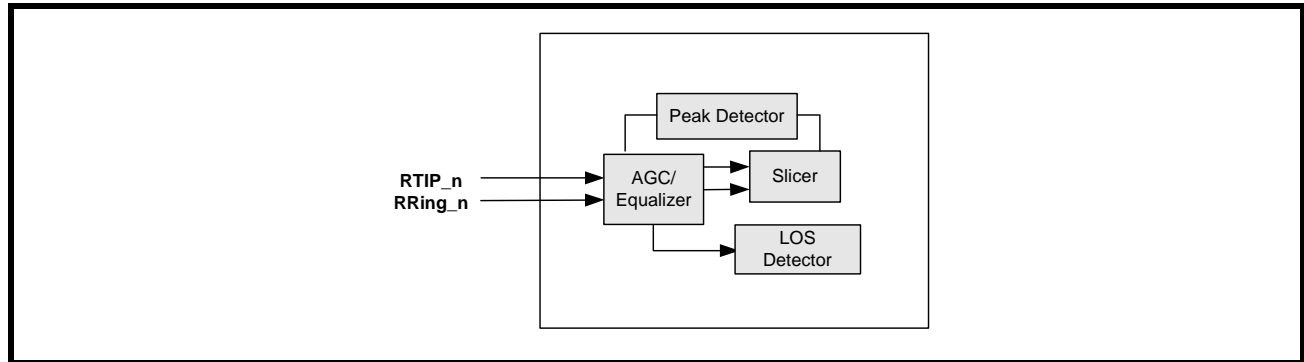 Peak Detector
AGC/
Equalizer
Slicer
RTIP_n
RRing_n
LOS
Detector